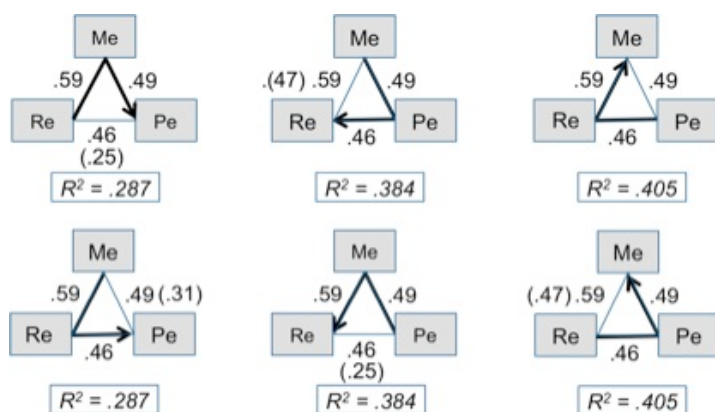 Me
.59 .49
Re Pe
.46
(.25)
R² = .287
Me
.(47) .59 .49
Re Pe
.46
R² = .384
Me
.59 .49
Re Pe
.46
R² = .405
Me
.59 .49 (.31)
Re Pe
.46
R² = .287
Me
.59 .49
Re Pe
.46
(.25)
R² = .384
Me
(.47) .59 .49
Re Pe
.46
R² = .405